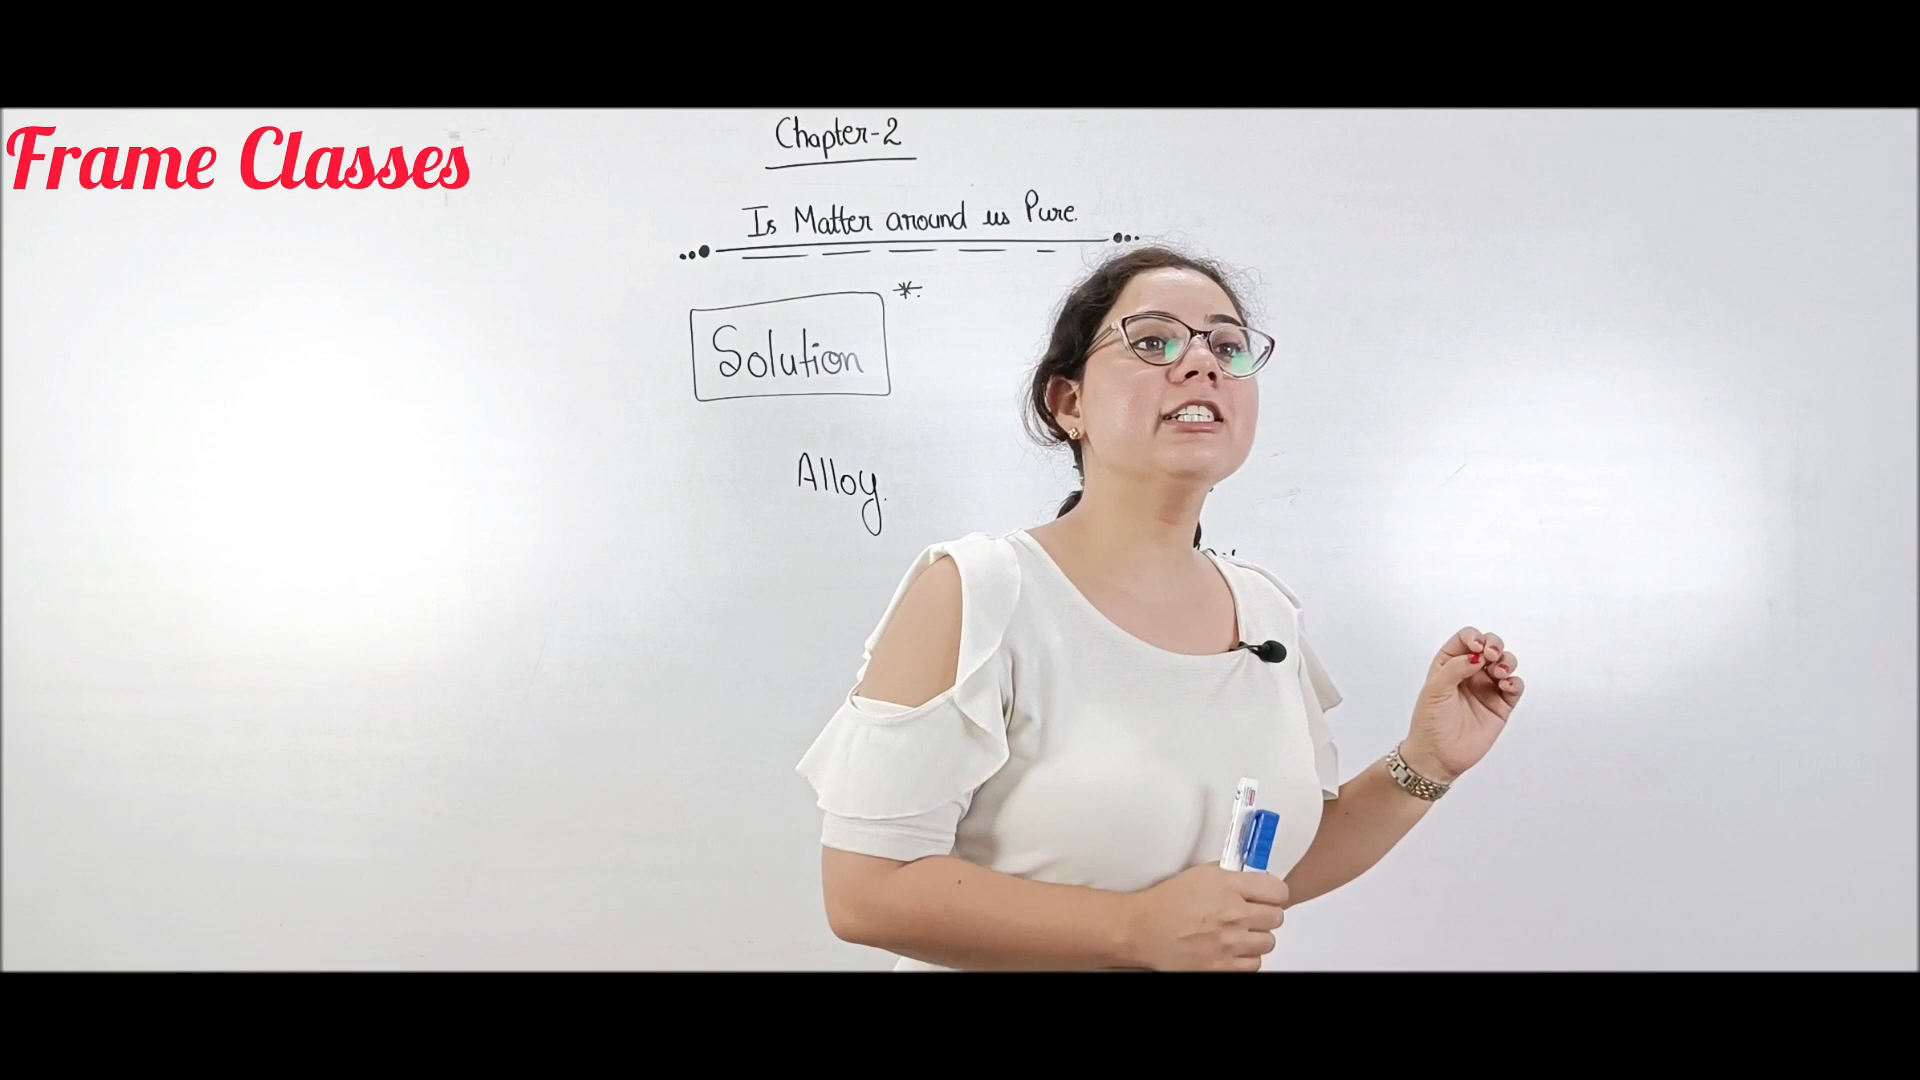 Frame Classes
Chapter-2
Is Matter around us Pure.
Solution *
Alloy.